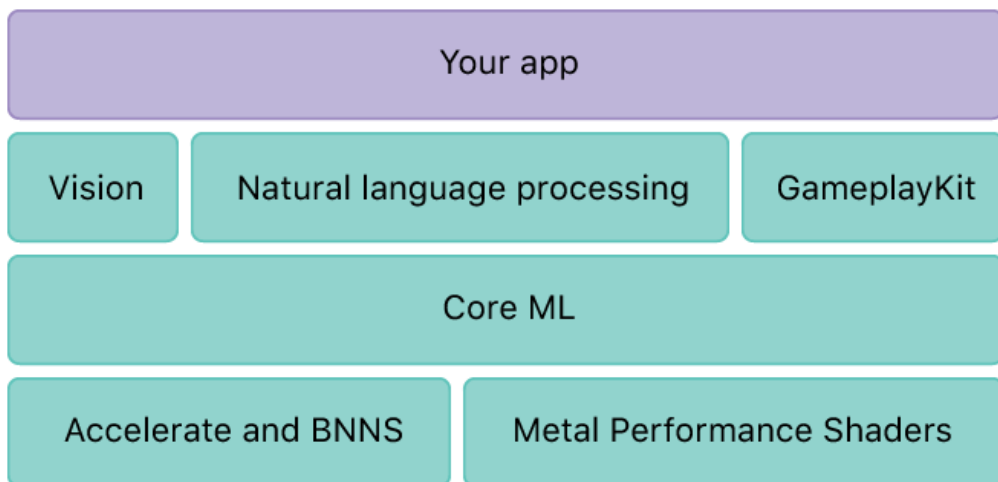 Your app
Vision
Natural language processing
GameplayKit
Core ML
Accelerate and BNNS
Metal Performance Shaders